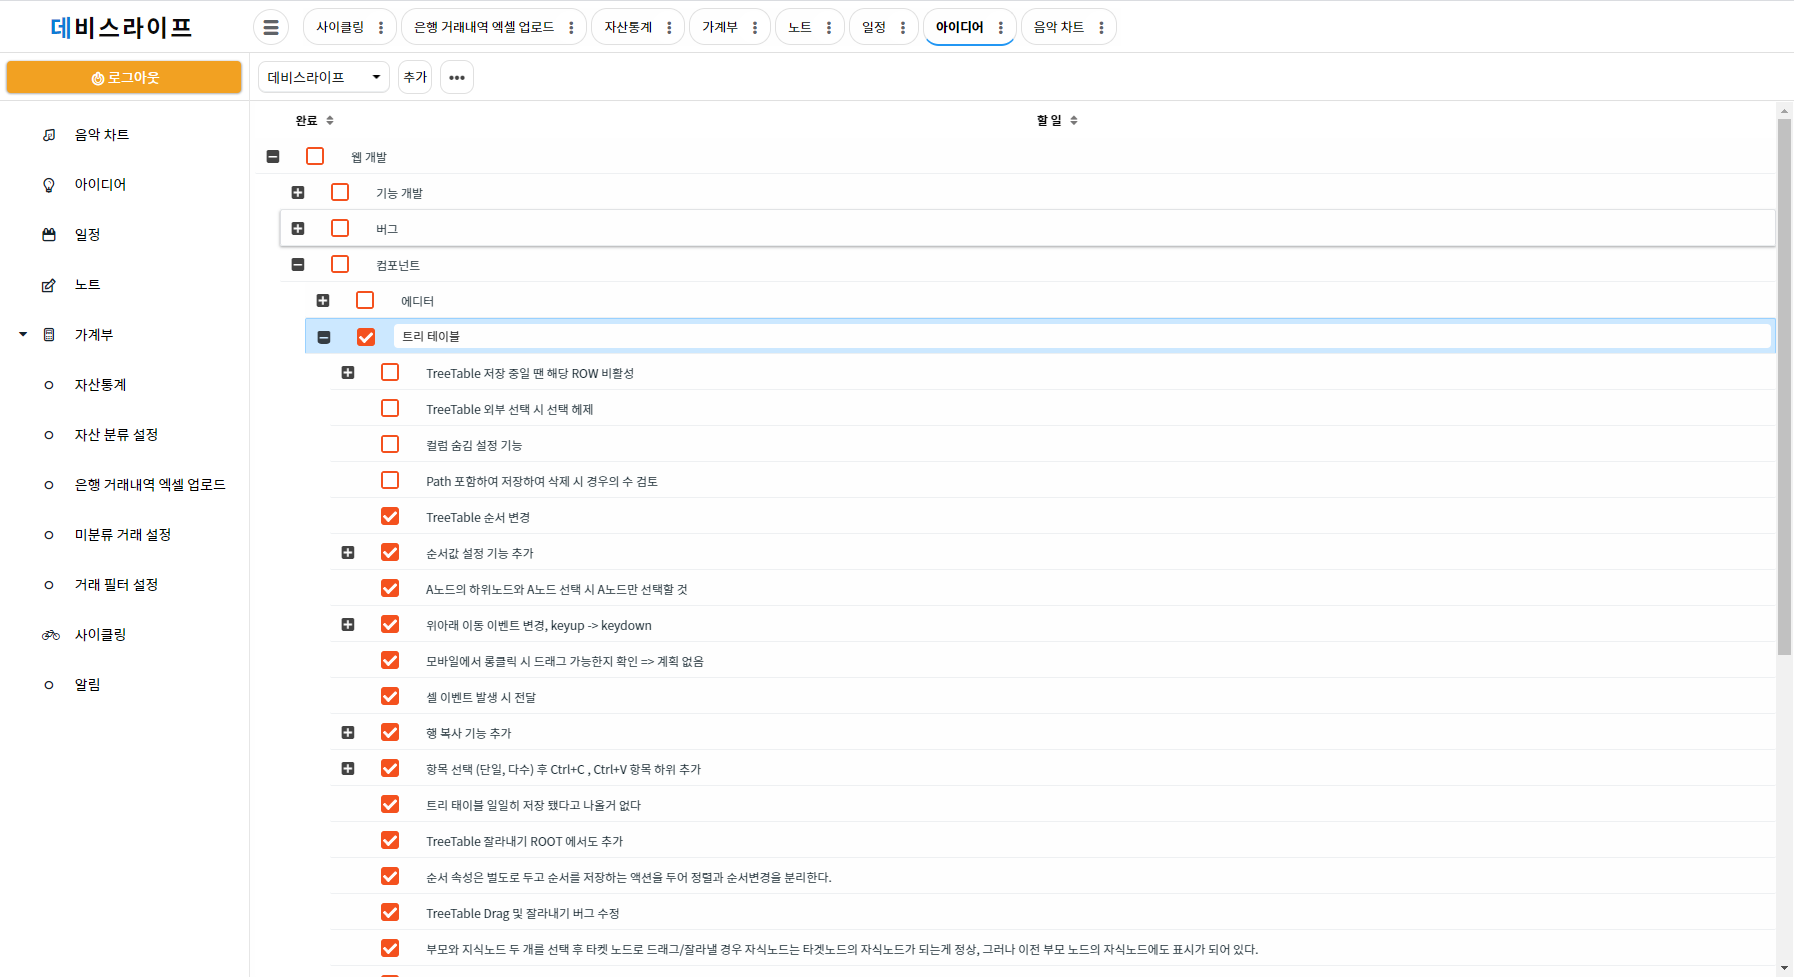 데비스라이프
사이클링
은행 거래내역 엑셀 업로드
자산통계
가계부
노트
일정
아이디어
음악 차트
로그아웃
데비스라이프
추가
음악 차트
아이디어
일정
노트
가계부
자산통계
자산 분류 설정
은행 거래내역 엑셀 업로드
미분류 거래 설정
거래 필터 설정
사이클링
알림
완료
할 일
웹 개발
기능 개발
버그
컴포넌트
에디터
트리 테이블
TreeTable 저장 중일 땐 해당 ROW 비활성
TreeTable 외부 선택 시 선택 헤제
컬럼 숨김 설정 기능
Path 포함하여 저장하여 삭제 시 경우의 수 검토
TreeTable 순서 변경
순서값 설정 기능 추가
A노드의 하위노드와 A노드 선택 시 A노드만 선택할 것
위아래 이동 이벤트 변경, keyup -> keydown
모바일에서 롱클릭 시 드래그 가능한지 확인 => 계획 없음
셀 이벤트 발생 시 전달
행 복사 기능 추가
항목 선택 (단일, 다수) 후 Ctrl+C , Ctrl+V 항목 하위 추가
트리 태이블 일일히 저장 됐다고 나올거 없다
TreeTable 잘라내기 ROOT 에서도 추가
순서 속성은 별도로 두고 순서를 저장하는 액션을 두어 정렬과 순서변경을 분리한다.
TreeTable Drag 및 잘라내기 버그 수정
부모와 지식노드 두 개를 선택 후 타켓 노드로 드래그/잘라낼 경우 자식노드는 타겟노드의 자식노드가 되는게 정상, 그러나 이전 부모 노드의 자식노드에도 표시가 되어 있다.